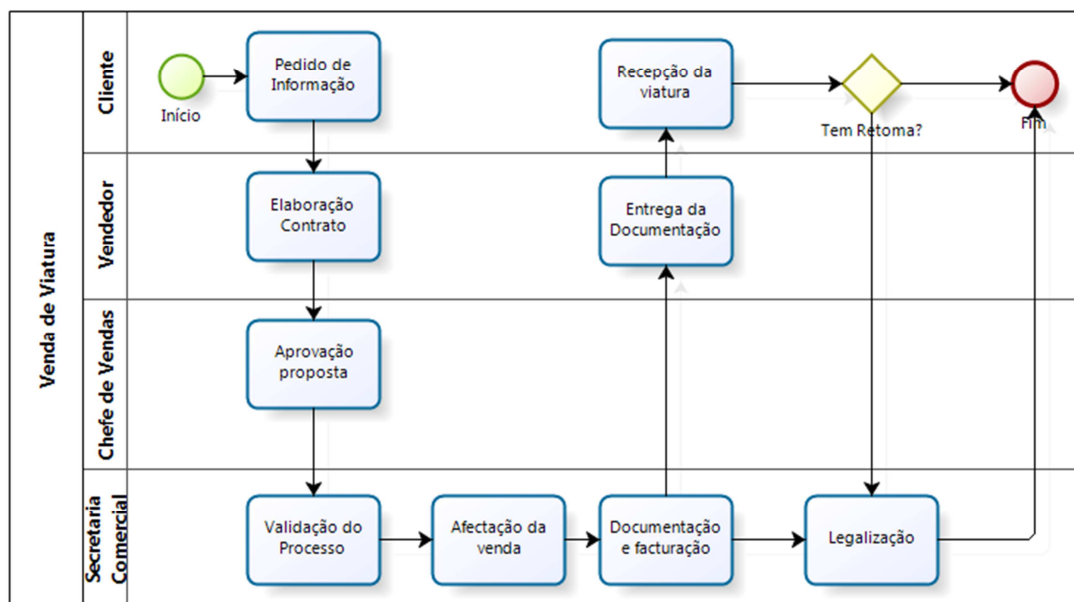 Venda de Viatura
Cliente
Início
Pedido de
Informação
Recepção da
viatura
Tem Retoma?
Fim
Vendedor
Elaboração
Contrato
Entrega da
Documentação
Chefe de Vendas
Aprovação
proposta
Secretaria
Comercial
Validação do
Processo
Afectação da
venda
Documentação
e facturação
Legalização